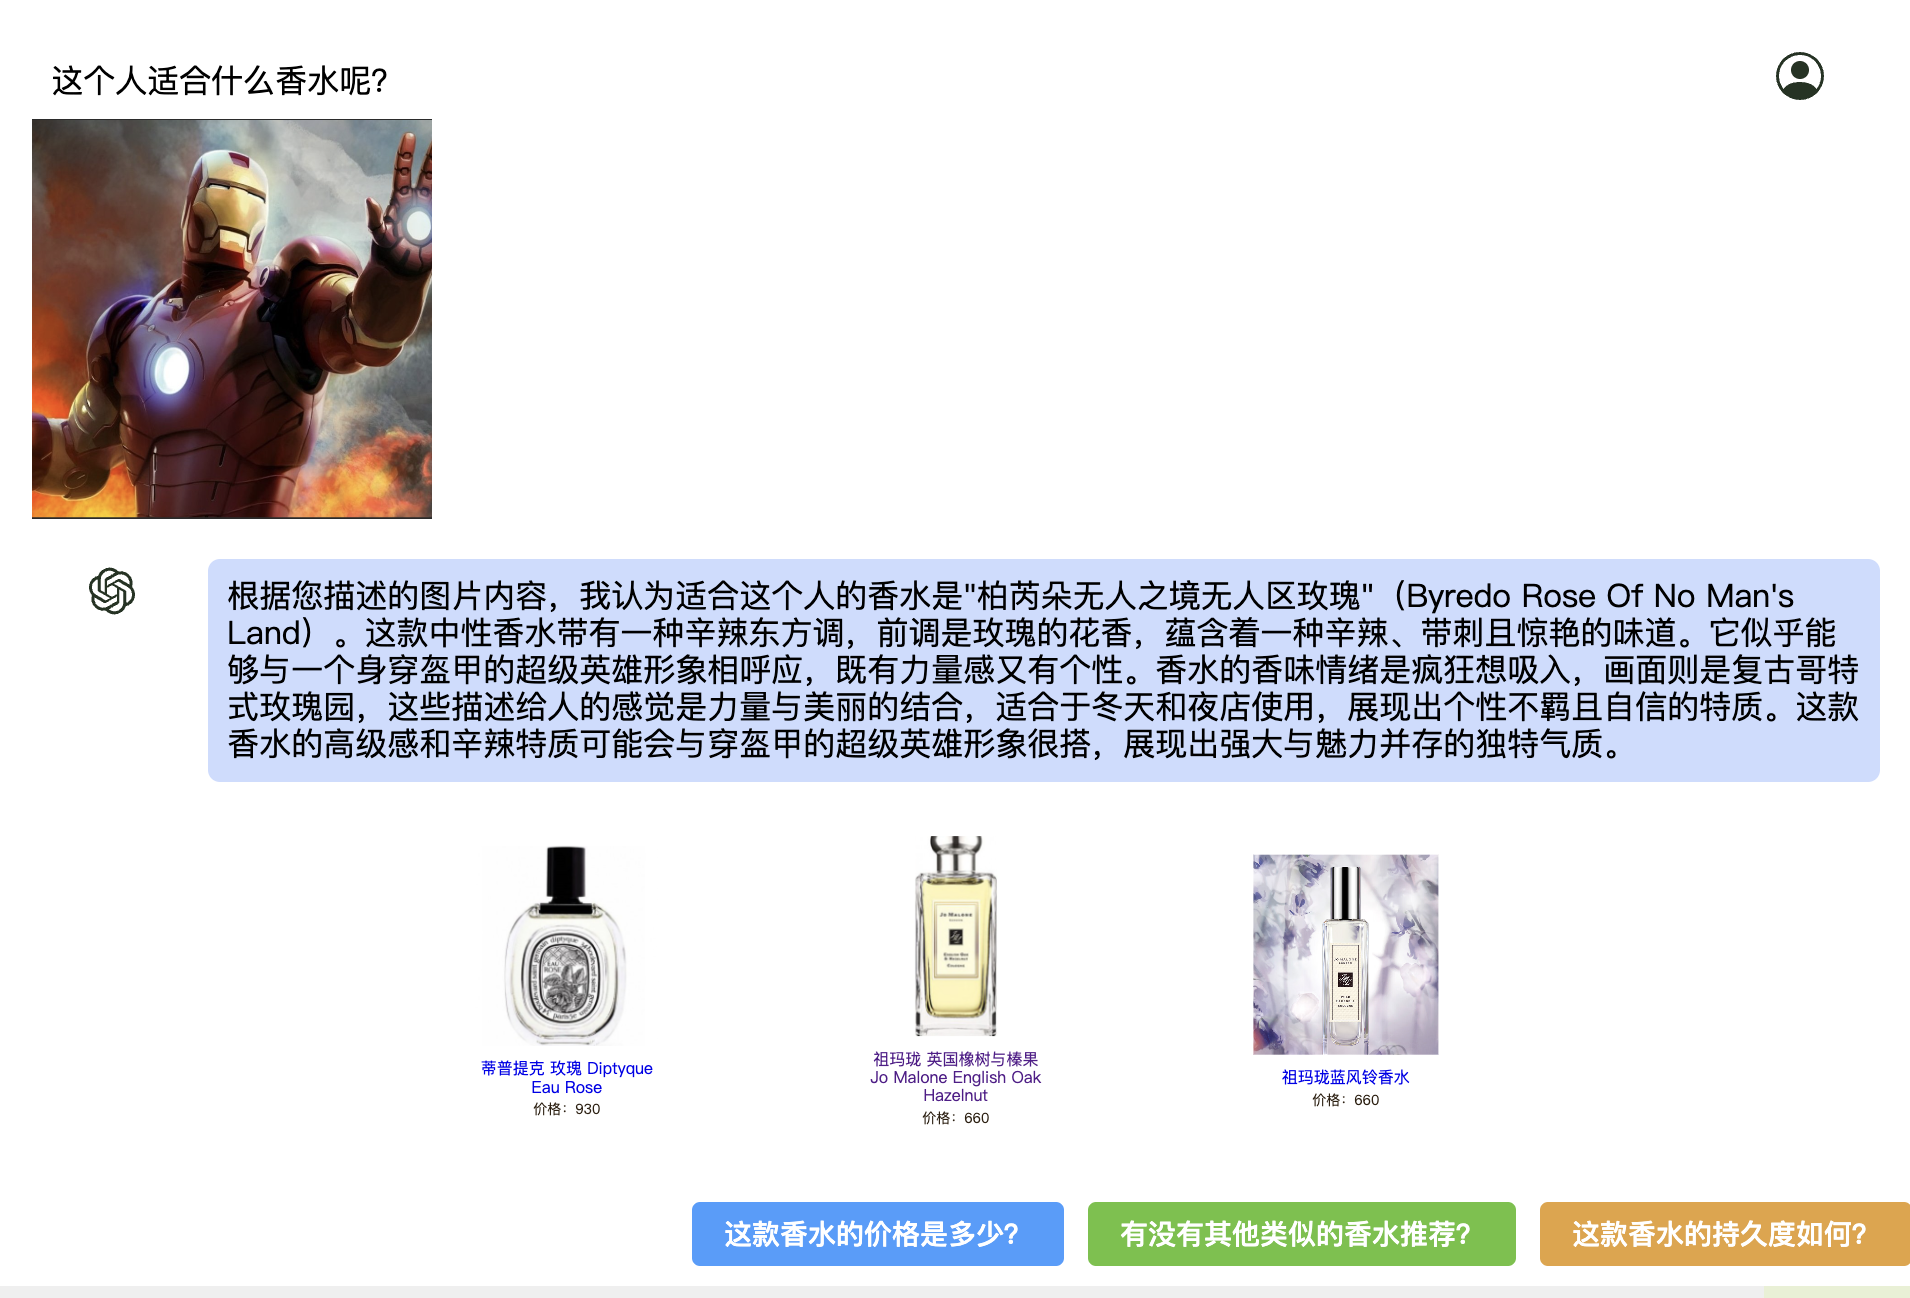 这个人适合什么香水呢?
根据您描述的图片内容，我认为适合这个人的香水是"柏芮朵无人之境无人区玫瑰"（Byredo Rose Of No Man's
Land）。这款中性香水带有一种辛辣东方调，前调是玫瑰的花香，蕴含着一种辛辣、带刺且惊艳的味道。它似乎能
够与一个身穿盔甲的超级英雄形象相呼应，既有力量感又有个性。香水的香味情绪是疯狂想吸入，画面则是复古哥特
式玫瑰园，这些描述给人的感觉是力量与美丽的结合，适合于冬天和夜店使用，展现出个性不羁且自信的特质。这款
香水的高级感和辛辣特质可能会与穿盔甲的超级英雄形象很搭，展现出强大与魅力并存的独特气质。
EAU
ROSE
蒂普提克 玫瑰 Diptyque
Eau Rose
价格：930
JO MALONE
ENGLISH OAK
& HAZELNUT
COLOGNE
祖玛珑 英国橡树与榛果
Jo Malone English Oak
Hazelnut
价格：660
JO MALONE
祖玛珑蓝风铃香水
价格：660
这款香水的价格是多少?
有没有其他类似的香水推荐?
这款香水的持久度如何?